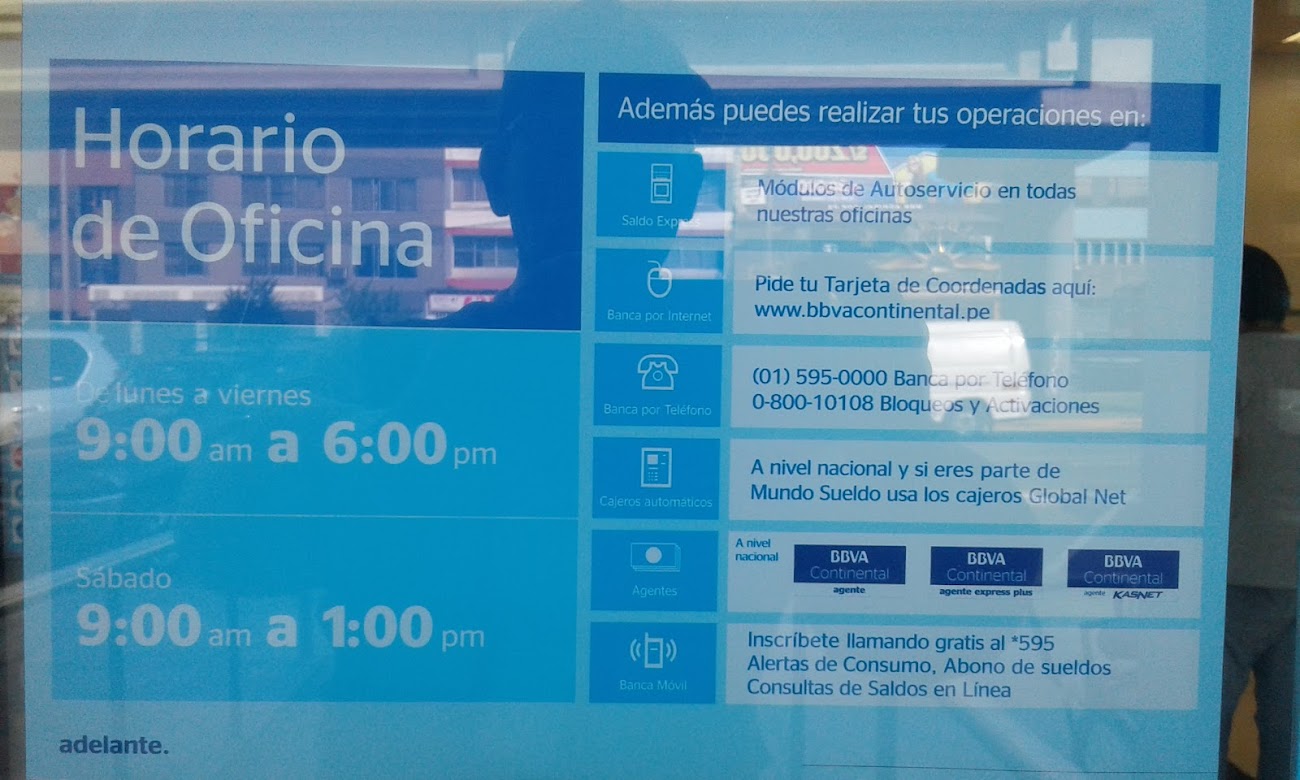 Horario
de Oficina
De lunes a viernes
9:00 am a 6:00 pm
Sábado
9:00 am a 1:00 pm
adelante.
Además puedes realizar tus operaciones en:
Saldo Express
Módulos de Autoservicio en todas
nuestras oficinas
Banca por Internet
Pide tu Tarjeta de Coordenadas aquí:
www.bbvacontinental.pe
Banca por Teléfono
(01) 595-0000 Banca por Teléfono
0-800-10108 Bloqueos y Activaciones
Cajeros automáticos
A nivel nacional y si eres parte de
Mundo Sueldo usa los cajeros Global Net
Agentes
A nivel
nacional
BBVA
Continental
agente
BBVA
Continental
agente express plus
BBVA
Continental
agente KASNET
Banca Móvil
Inscríbete llamando gratis al *595
Alertas de Consumo, Abono de sueldos
Consultas de Saldos en Línea